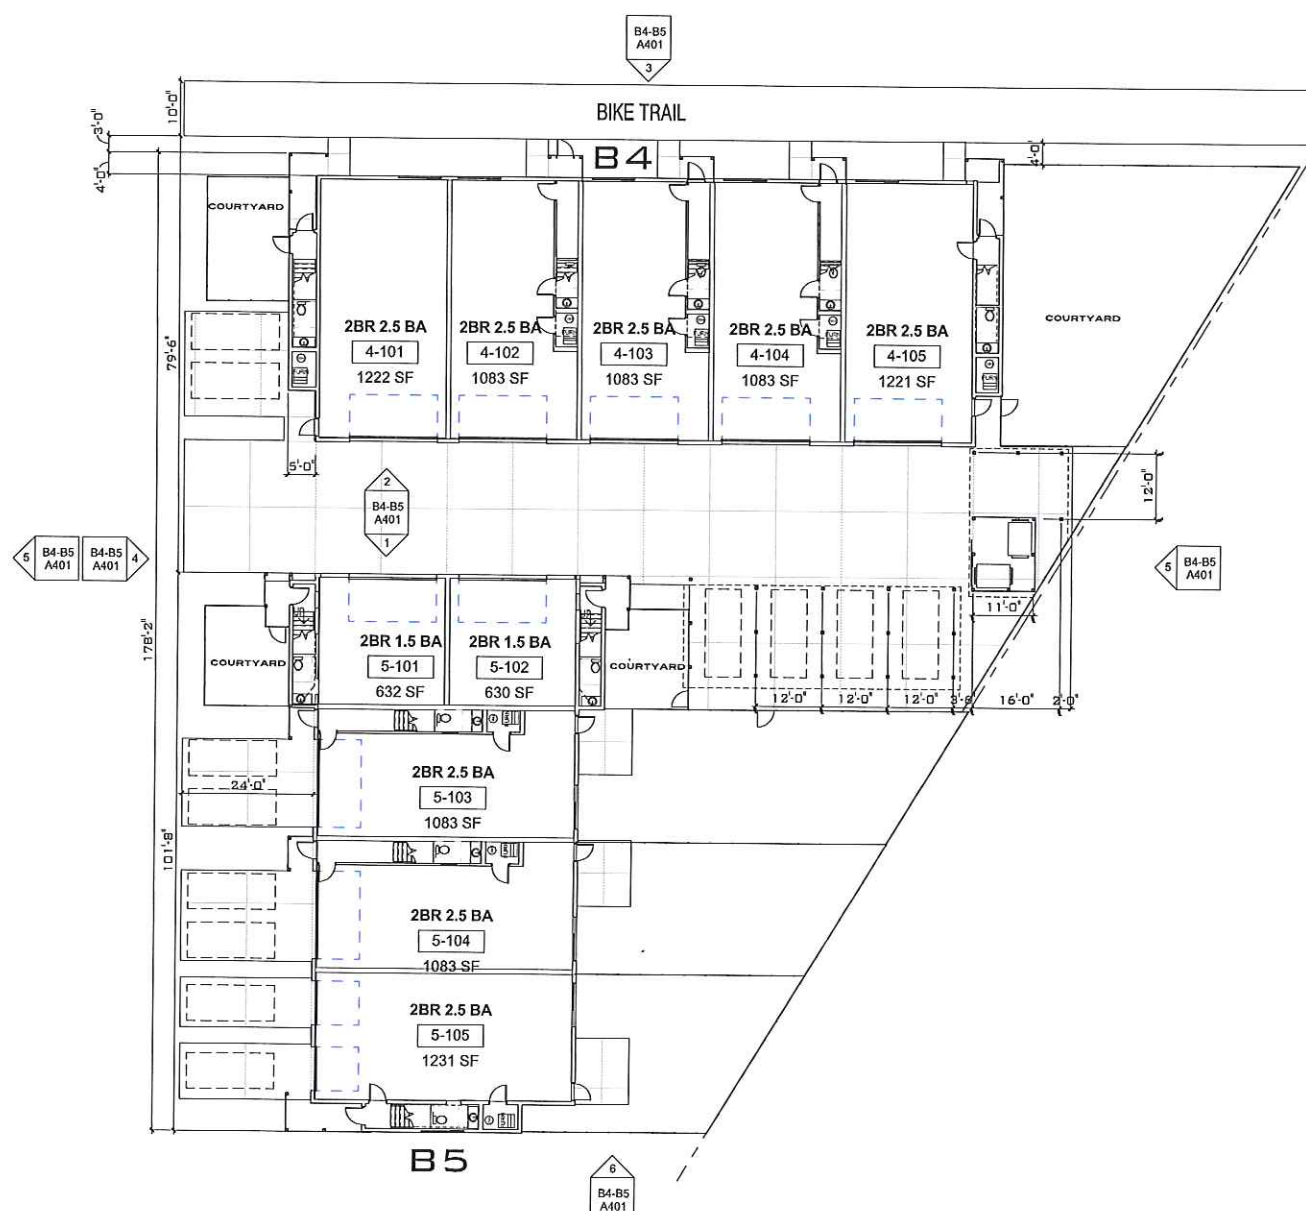 B4-B5
A401
3
10'-0"
3'-0"
BIKE TRAIL
4'-0"
B4
4'-0"
COURTYARD
COURTYARD
79'-6"
2BR 2.5 BA
4-101
1222 SF
2BR 2.5 BA
4-102
1083 SF
2BR 2.5 BA
4-103
1083 SF
2BR 2.5 BA
4-104
1083 SF
2BR 2.5 BA
4-105
1221 SF
5'-0"
12'-0"
2
B4-B5
A401
1
5
B4-B5
A401
B4-B5
A401
4
5
B4-B5
A401
11'-0"
178'-2"
COURTYARD
2BR 1.5 BA
5-101
632 SF
2BR 1.5 BA
5-102
630 SF
COURTYARD
12'-0"
12'-0"
12'-0"
3'-6"
16'-0"
2'-0"
24'-0"
2BR 2.5 BA
5-103
1083 SF
101'-8"
2BR 2.5 BA
5-104
1083 SF
2BR 2.5 BA
5-105
1231 SF
B5
6
B4-B5
A401